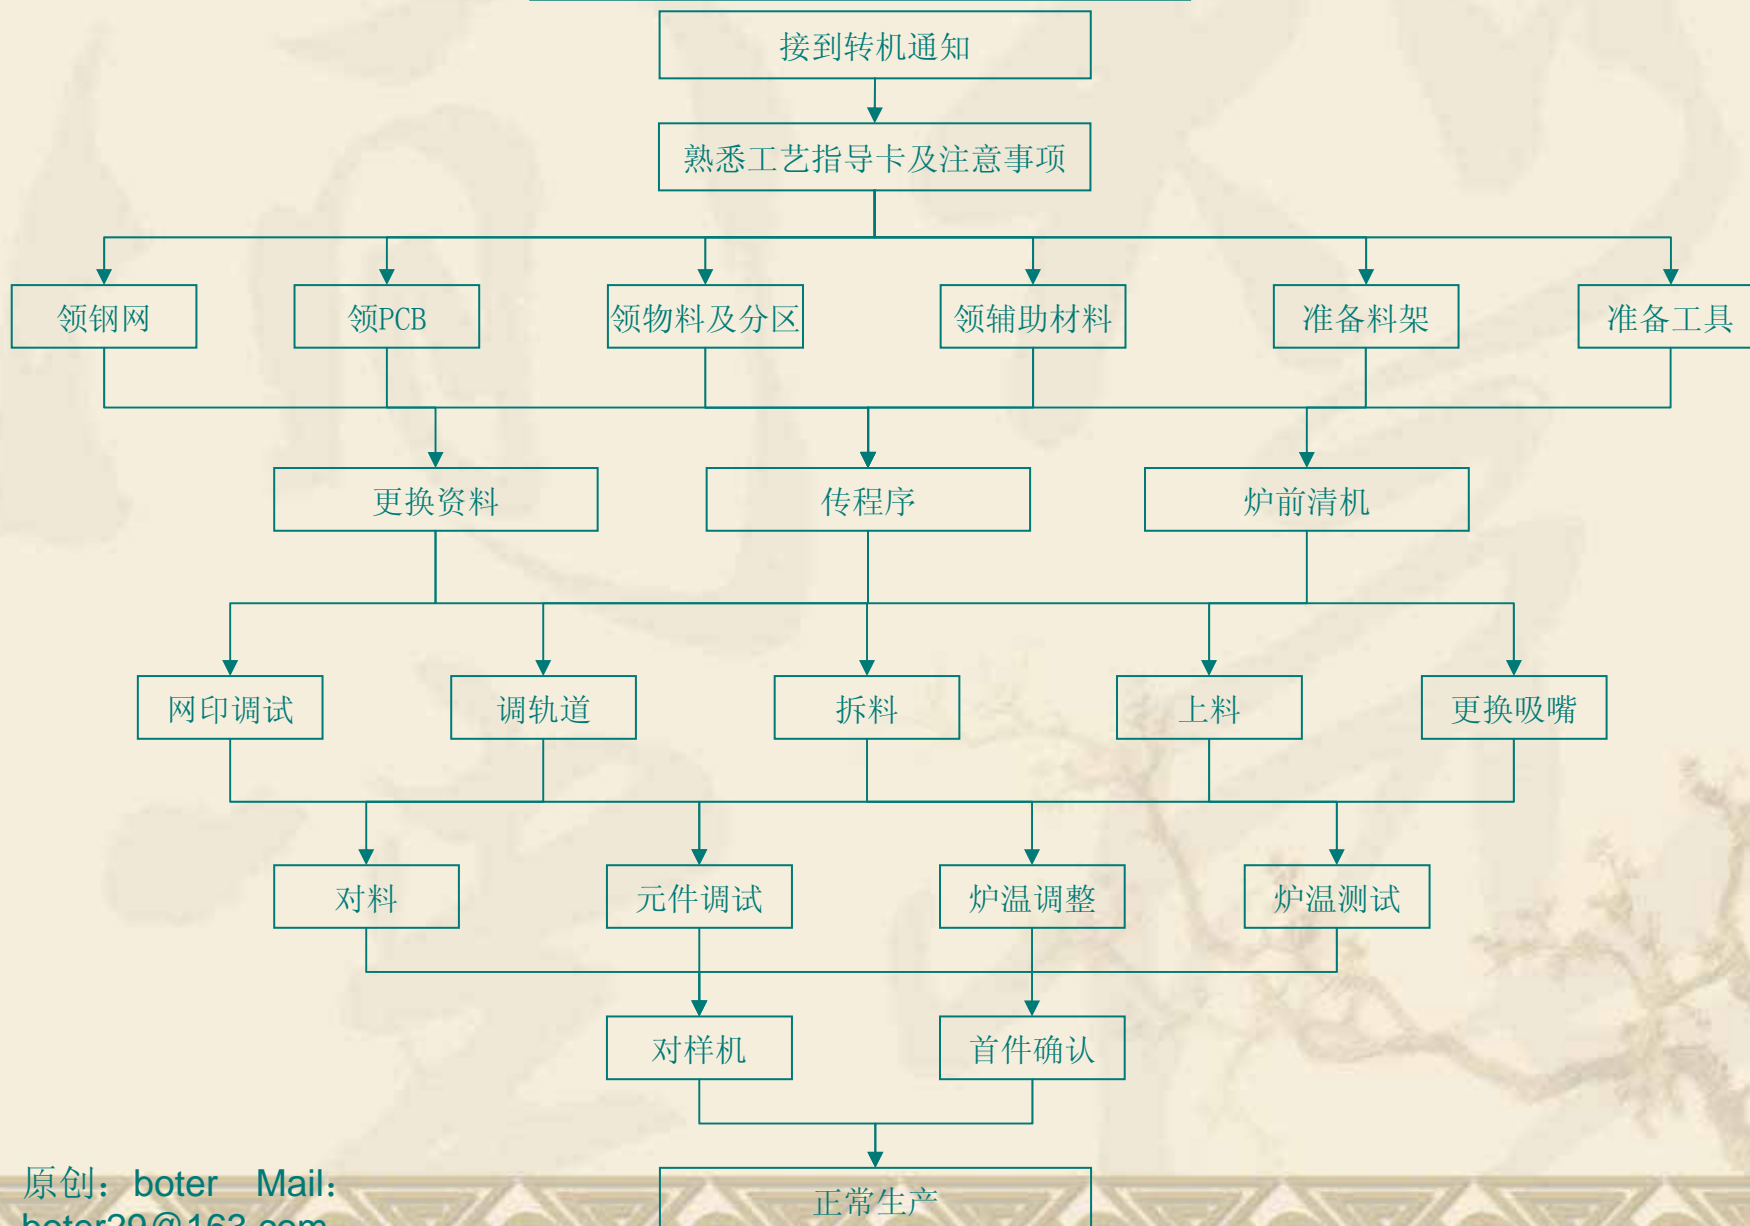 接到转机通知
熟悉工艺指导卡及注意事项
领钢网
领PCB
领物料及分区
领辅助材料
准备料架
准备工具
更换资料
传程序
炉前清机
网印调试
调轨道
拆料
上料
更换吸嘴
对料
元件调试
炉温调整
炉温测试
对样机
首件确认
正常生产
原创：boter Mail：
boter29@163.com